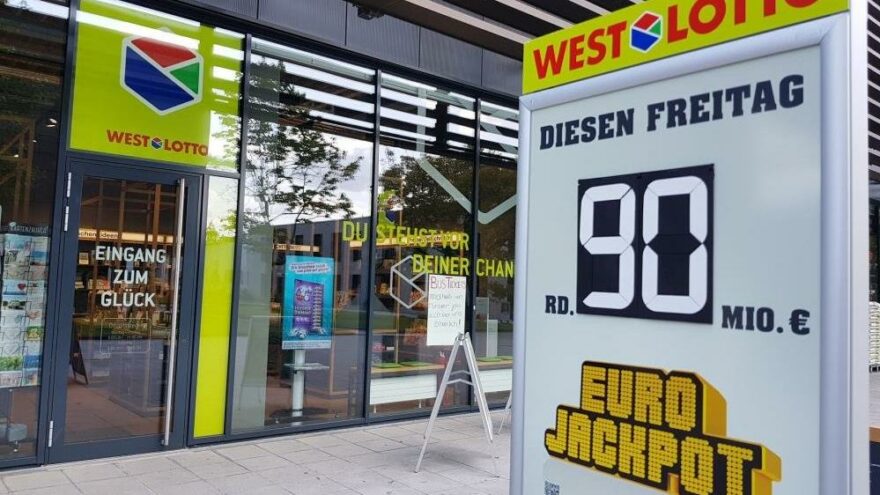 WEST LOTTO
EINGANG
ZUM
GLÜCK
DU STEHST VOR
DEINER CHAN
BUS TICKETS
WEST LOTTO
DIESEN FREITAG
90
RD.
MIO. €
EURO
JACKPOT